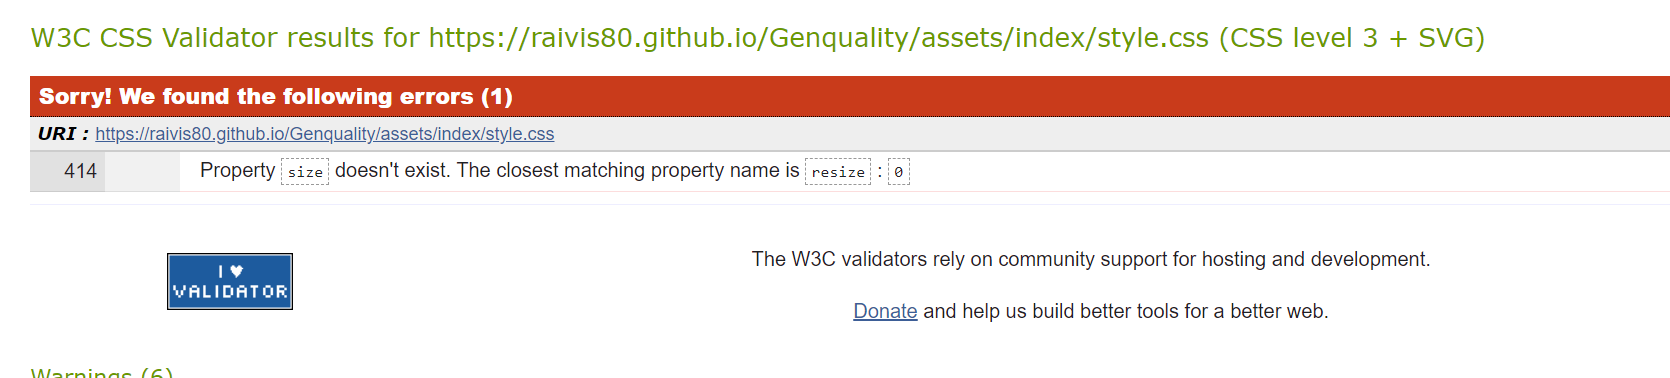 W3C CSS Validator results for https://raivis80.github.io/Genquality/assets/index/style.css (CSS level 3 + SVG)
Sorry! We found the following errors (1)
URI : https://raivis80.github.io/Genquality/assets/index/style.css
414 Property size doesn't exist. The closest matching property name is resize : 0
The W3C validators rely on community support for hosting and development.
I ♥
VALIDATOR
Donate and help us build better tools for a better web.
Warnings (6)